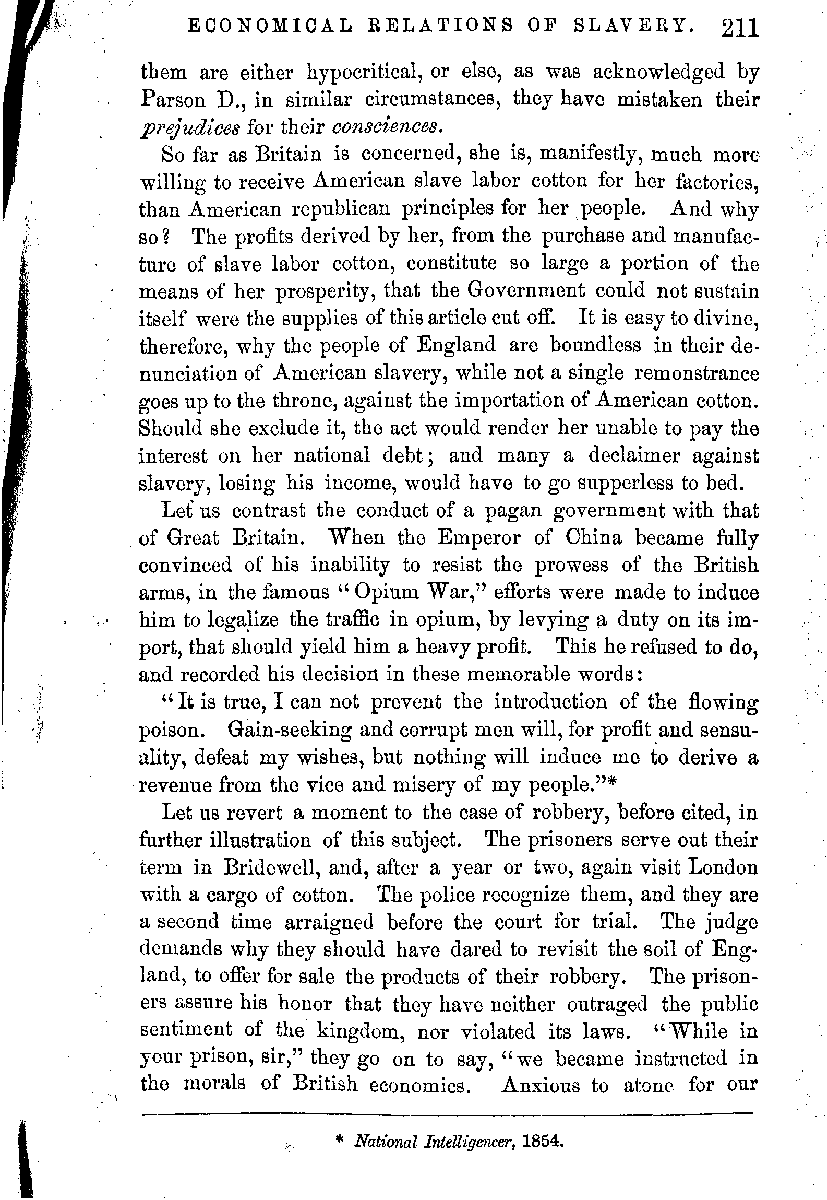 ECONOMICAL RELATIONS OF SLAVERY. 211
them are either hypocritical, or else, as was acknowledged by
Parson D., in similar circumstances, they have mistaken their
prejudices for their consciences.
So far as Britain is concerned, she is, manifestly, much more
willing to receive American slave labor cotton for her factories,
than American republican principles for her people. And why
so? The profits derived by her, from the purchase and manufac-
ture of slave labor cotton, constitute so large a portion of the
means of her prosperity, that the Government could not sustain
itself were the supplies of this article cut off. It is easy to divine,
therefore, why the people of England are boundless in their de-
nunciation of American slavery, while not a single remonstrance
goes up to the throne, against the importation of American cotton.
Should she exclude it, the act would render her unable to pay the
interest on her national debt; and many a declaimer against
slavery, losing his income, would have to go supperless to bed.
Let us contrast the conduct of a pagan government with that
of Great Britain. When the Emperor of China became fully
convinced of his inability to resist the prowess of the British
arms, in the famous "Opium War," efforts were made to induce
him to legalize the traffic in opium, by levying a duty on its im-
port, that should yield him a heavy profit. This he refused to do,
and recorded his decision in these memorable words:
"It is true, I can not prevent the introduction of the flowing
poison. Gain-seeking and corrupt men will, for profit and sensu-
ality, defeat my wishes, but nothing will induce me to derive a
revenue from the vice and misery of my people."*
Let us revert a moment to the case of robbery, before cited, in
further illustration of this subject. The prisoners serve out their
term in Bridewell, and, after a year or two, again visit London
with a cargo of cotton. The police recognize them, and they are
a second time arraigned before the court for trial. The judge
demands why they should have dared to revisit the soil of Eng-
land, to offer for sale the products of their robbery. The prison-
ers assure his honor that they have neither outraged the public
sentiment of the kingdom, nor violated its laws. "While in
your prison, sir," they go on to say, "we became instructed in
the morals of British economics. Anxious to atone for our
* National Intelligencer, 1854.